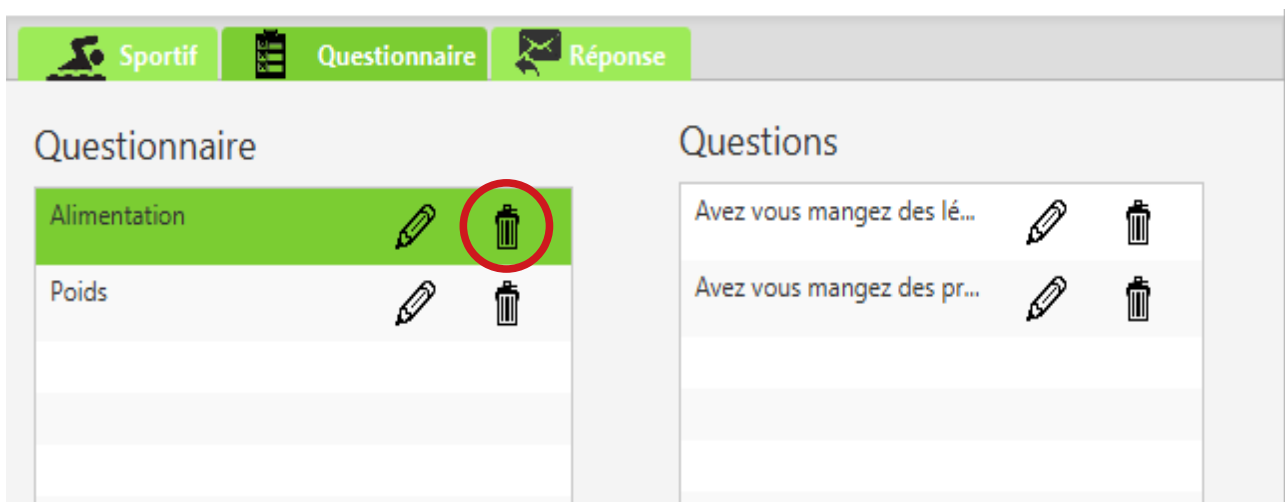 Sportif Questionnaire Réponse
Questionnaire
Alimentation
Poids
Questions
Avez vous mangez des lé...
Avez vous mangez des pr...